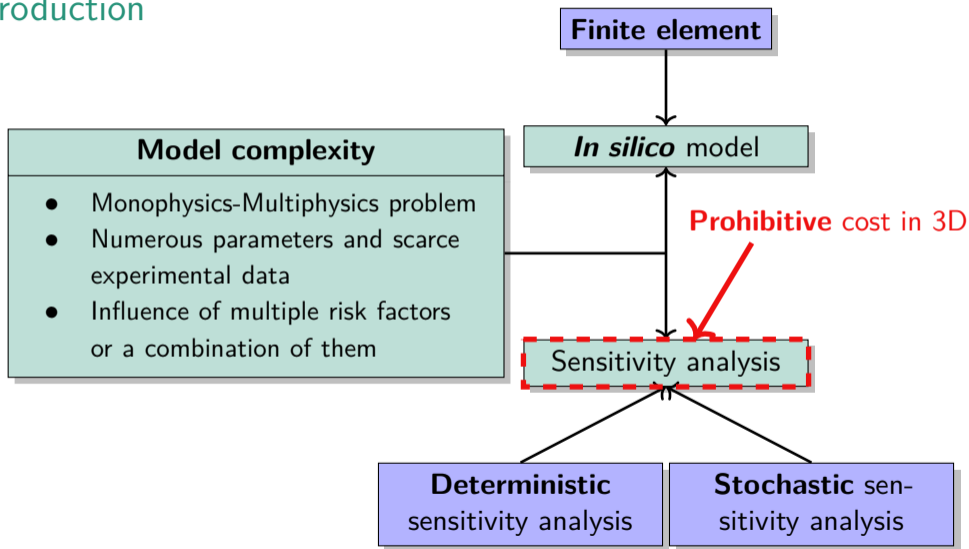 roduction
Finite element
In silico model
Model complexity
● Monophysics-Multiphysics problem
● Numerous parameters and scarce
experimental data
● Influence of multiple risk factors
or a combination of them
Prohibitive cost in 3D
Sensitivity analysis
Deterministic
sensitivity analysis
Stochastic sen-
sitivity analysis